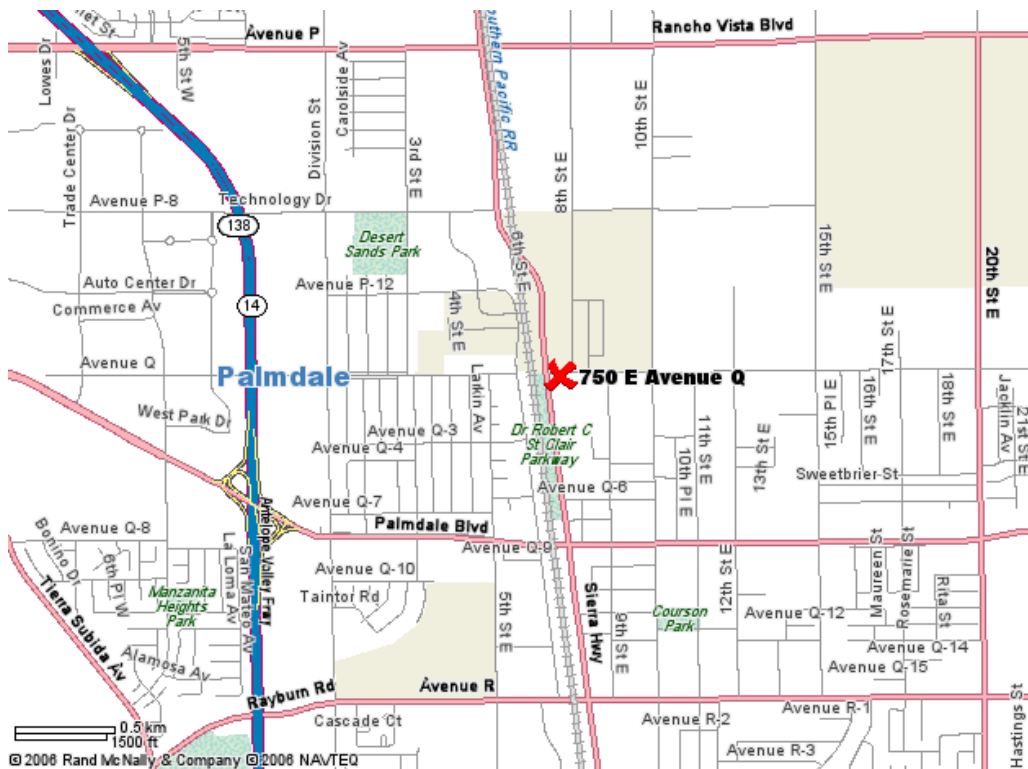 Avenue P
Rancho Vista Blvd
Lowes Dr
5th St W
Trade Center Dr
Division St
Carolside Av
3rd St E
Southern Pacific RR
10th St E
8th St E
Avenue P-8
Technology Dr
138
Desert
Sands Park
6th St E
15th St E
20th St E
Auto Center Dr
Avenue P-12
14
Commerce Av
4th St E
17th St E
Avenue Q
Palmdale
750 E Avenue Q
Larkin Av
West Park Dr
Avenue Q-3
Avenue Q-4
Dr Robert C
St Clair
Parkway
10th Pl E
11th St E
13th St E
15th Pl E
16th St E
18th St E
Jacklin Av
21st St E
Sweetbrier St
Avenue Q-7
Avenue Q-6
Palmdale Blvd
Avenue Q-8
Antelope Valley Frwy
Avenue Q-9
Bonino Dr
6th Pl W
La Loma Av
San Mateo Av
Avenue Q-10
Taintor Rd
Manzanita
Heights
Park
Tierra Subida Av
5th St E
Sierra Hwy
9th St E
Courson
Park
12th St E
Avenue Q-12
Maureen St
Rosemarie St
Rita St
Avenue Q-14
Avenue Q-15
Alamosa Av
Rayburn Rd
Avenue R
Cascade Ct
Avenue R-2
Avenue R-1
Avenue R-3
Hastings St
0.5 km
1500 ft
© 2006 Rand McNally & Company © 2006 NAVTEQ